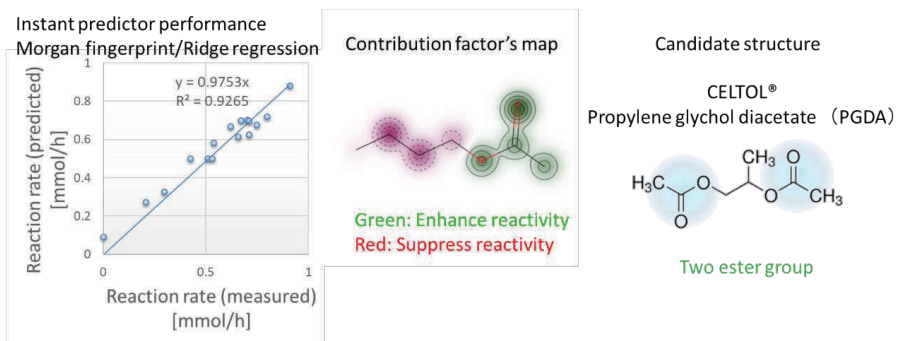 Instant predictor performance
Morgan fingerprint/Ridge regression
1
0.8
0.6
0.4
0.2
0
0
0.5
1
y = 0.9753x
R² = 0.9265
Reaction rate (predicted)
[mmol/h]
Reaction rate (measured)
[mmol/h]
Contribution factor's map
Green: Enhance reactivity
Red: Suppress reactivity
Candidate structure
CELTOL®
Propylene glychol diacetate （PGDA）
H₃C
O
O
CH₃
O
O
CH₃
Two ester group